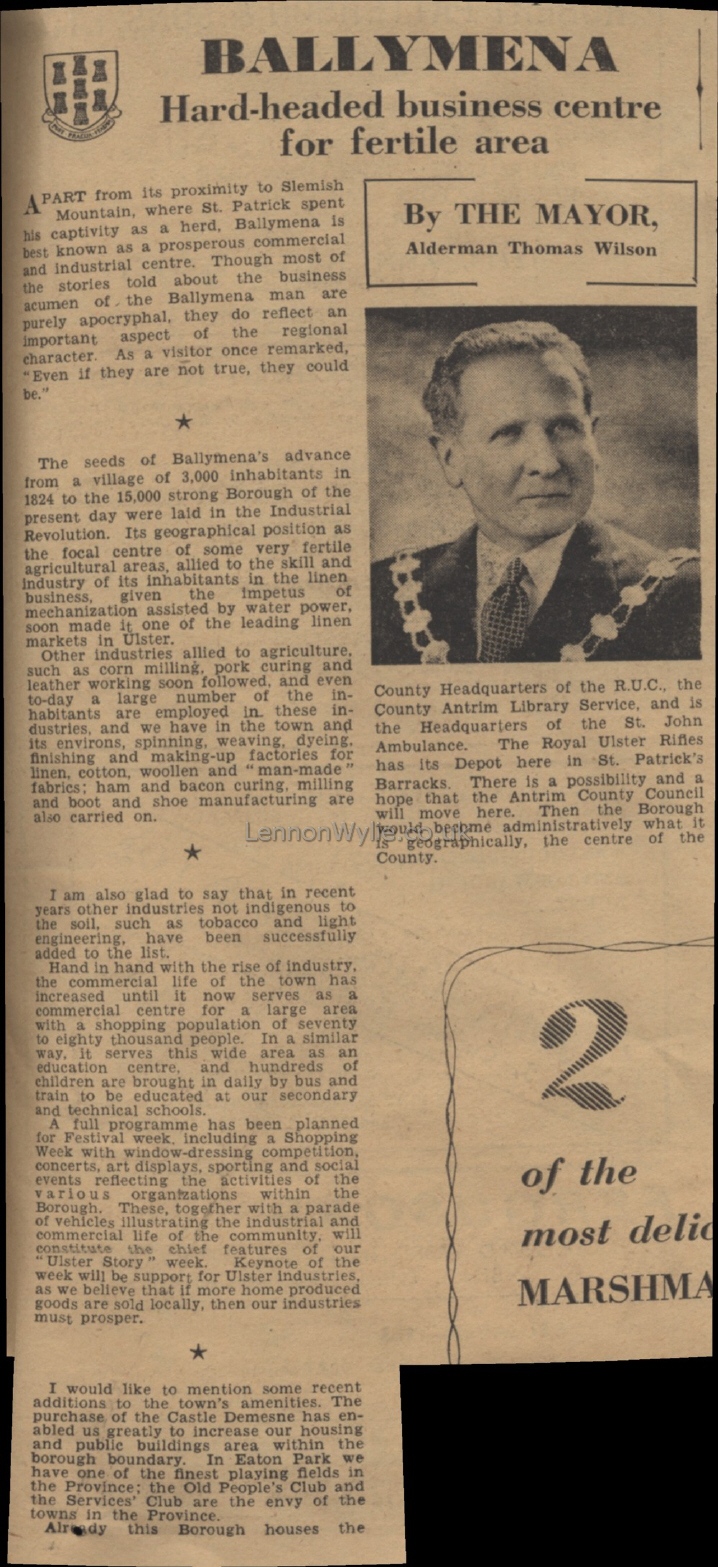 BALLYMENA
Hard-headed business centre
for fertile area
By THE MAYOR,
Alderman Thomas Wilson
APART from its proximity to Slemish
Mountain, where St. Patrick spent
his captivity as a herd, Ballymena is
best known as a prosperous commercial
and industrial centre. Though most of
the stories told about the business
acumen of the Ballymena man are
purely apocryphal, they do reflect an
important aspect of the regional
character. As a visitor once remarked,
"Even if they are not true, they could
be."
★
The seeds of Ballymena's advance
from a village of 3,000 inhabitants in
1824 to the 15,000 strong Borough of the
present day were laid in the Industrial
Revolution. Its geographical position as
the focal centre of some very fertile
agricultural areas, allied to the skill and
industry of its inhabitants in the linen
business, given the impetus of
mechanization assisted by water power,
soon made it one of the leading linen
markets in Ulster.
Other industries allied to agriculture,
such as corn milling, pork curing and
leather working soon followed, and even
to-day a large number of the in-
habitants are employed in these in-
dustries, and we have in the town and
its environs, spinning, weaving, dyeing,
finishing and making-up factories for
linen, cotton, woollen and "man-made"
fabrics; ham and bacon curing, milling
and boot and shoe manufacturing are
also carried on.
★
I am also glad to say that in recent
years other industries not indigenous to
the soil, such as tobacco and light
engineering, have been successfully
added to the list.
Hand in hand with the rise of industry,
the commercial life of the town has
increased until it now serves as a
commercial centre for a large area
with a shopping population of seventy
to eighty thousand people. In a similar
way, it serves this wide area as an
education centre, and hundreds of
children are brought in daily by bus and
train to be educated at our secondary
and technical schools.
A full programme has been planned
for Festival week, including a Shopping
Week with window-dressing competition,
concerts, art displays, sporting and social
events reflecting the activities of the
various organizations within the
Borough. These, together with a parade
of vehicles illustrating the industrial and
commercial life of the community, will
constitute the chief features of our
"Ulster Story" week. Keynote of the
week will be support for Ulster industries,
as we believe that if more home produced
goods are sold locally, then our industries
must prosper.
★
I would like to mention some recent
additions to the town's amenities. The
purchase of the Castle Demesne has en-
abled us greatly to increase our housing
and public buildings area within the
borough boundary. In Eaton Park we
have one of the finest playing fields in
the Province; the Old People's Club and
the Services' Club are the envy of the
towns in the Province.
Already this Borough houses the
County Headquarters of the R.U.C., the
County Antrim Library Service, and is
the Headquarters of the St. John
Ambulance. The Royal Ulster Rifles
has its Depot here in St. Patrick's
Barracks. There is a possibility and a
hope that the Antrim County Council
will move here. Then the Borough
would become administratively what it
is geographically, the centre of the
County.
LennonWylie.co.uk
2
of the
most delic
MARSHMA